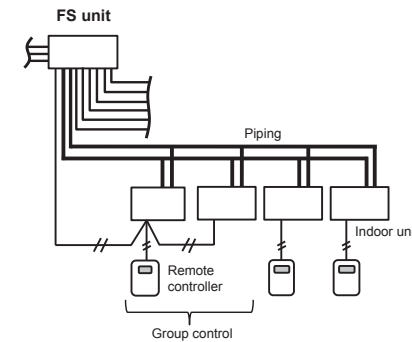 FS unit
Piping
Indoor un
Remote
controller
Group control